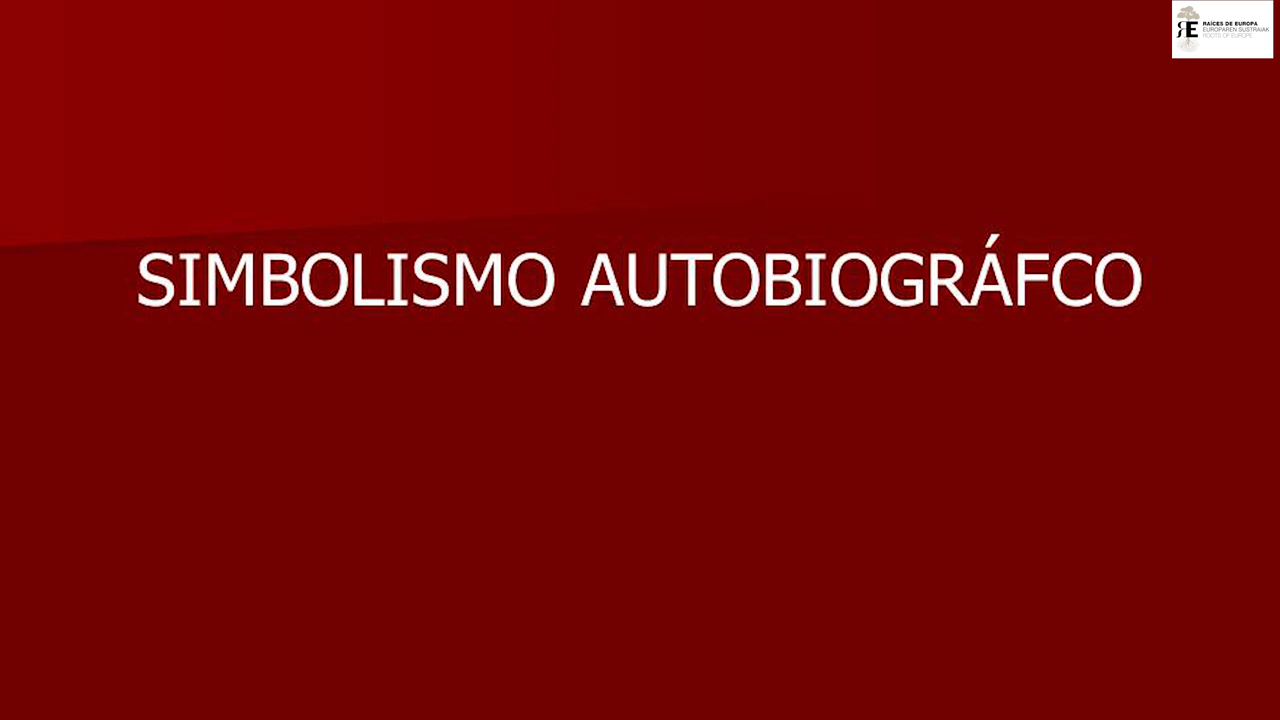 RAÍCES DE EUROPA
EUROPAREN SUSTRAIAK
ROOTS OF EUROPE
SIMBOLISMO AUTOBIOGRÁFCO